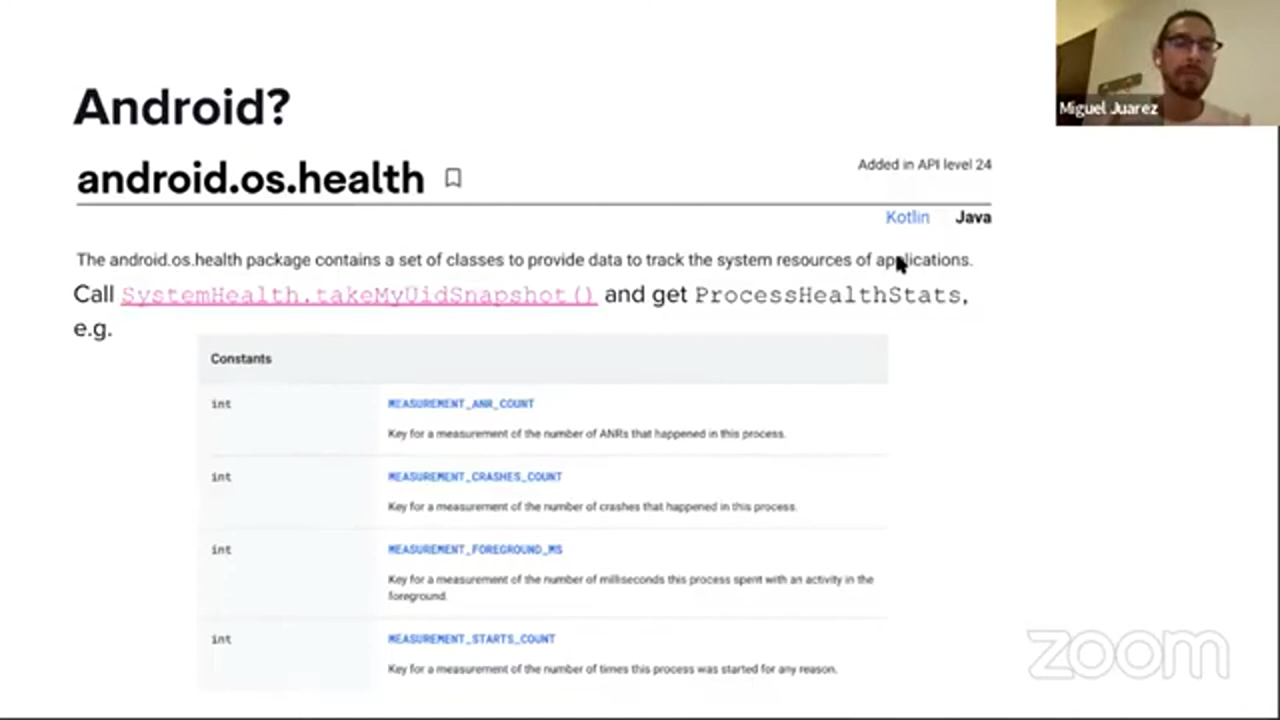 Android?
Miguel Juarez
android.os.health
Added in API level 24
Kotlin Java
The android.os.health package contains a set of classes to provide data to track the system resources of applications.
Call SystemHealth.takeMyUidSnapshot() and get ProcessHealthStats,
e.g.
Constants
int MEASUREMENT_ANR_COUNT
Key for a measurement of the number of ANRs that happened in this process.
int MEASUREMENT_CRASHES_COUNT
Key for a measurement of the number of crashes that happened in this process.
int MEASUREMENT_FOREGROUND_MS
Key for a measurement of the number of milliseconds this process spent with an activity in the
foreground.
int MEASUREMENT_STARTS_COUNT
Key for a measurement of the number of times this process was started for any reason.
zoom